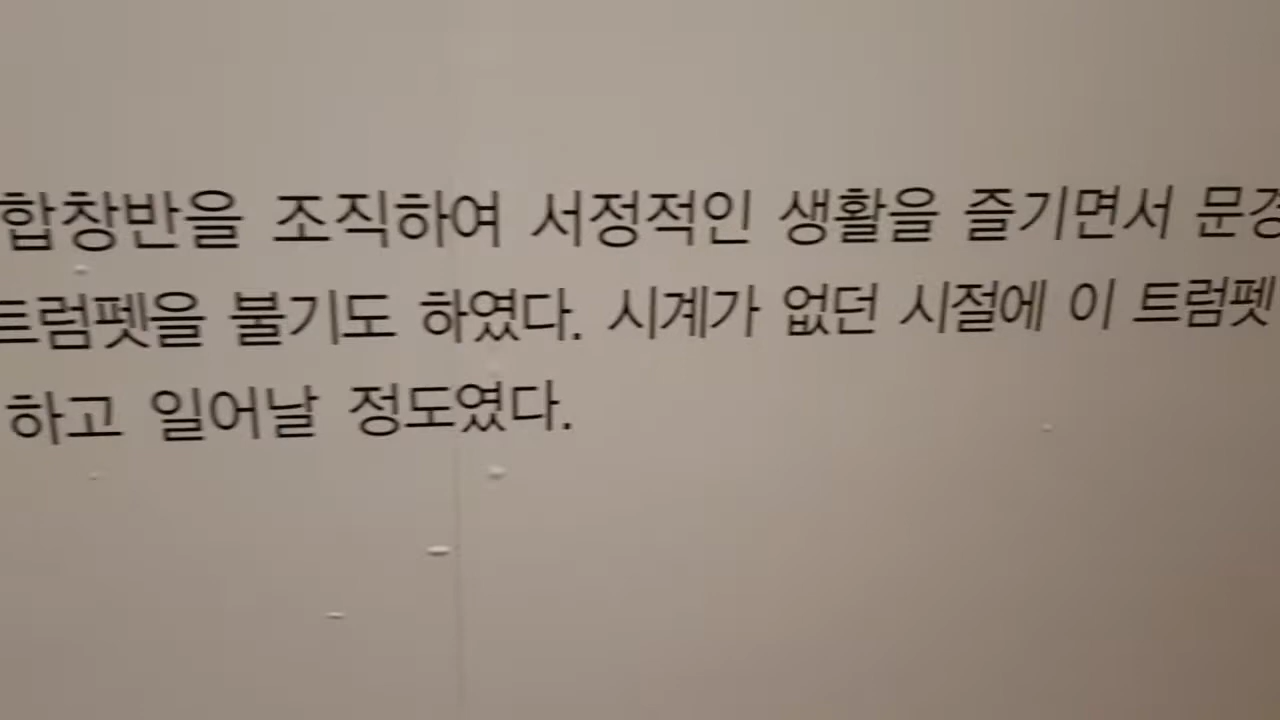 합창반을 조직하여 서정적인 생활을 즐기면서
트럼펫을 불기도 하였다. 시계가 없던 시절에 이 트럼펫
하고 일어날 정도였다.